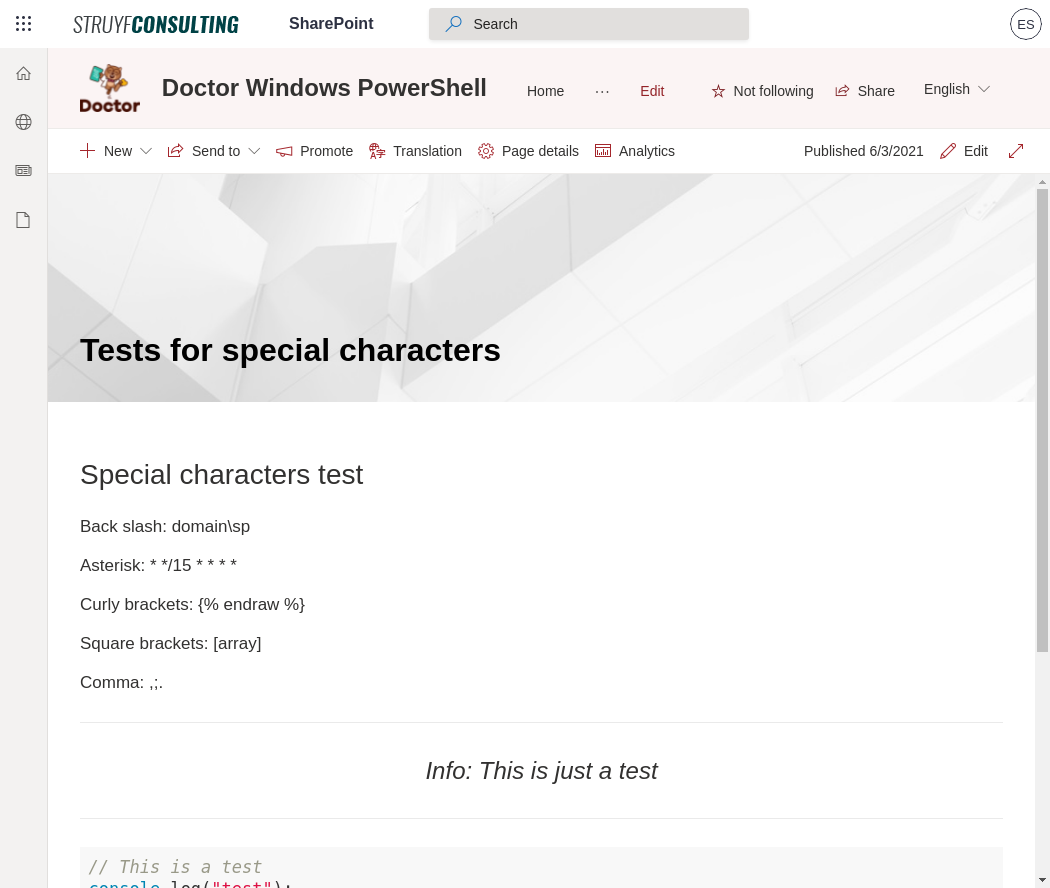 STRUYFCONSULTING SharePoint Search ES
Doctor
Doctor Windows PowerShell Home ··· Edit Not following Share English
New Send to Promote Translation Page details Analytics Published 6/3/2021 Edit
Tests for special characters
Special characters test
Back slash: domain\sp
Asterisk: * */15 * * * *
Curly brackets: {% endraw %}
Square brackets: [array]
Comma: ,;.
Info: This is just a test
// This is a test
console.log("test");